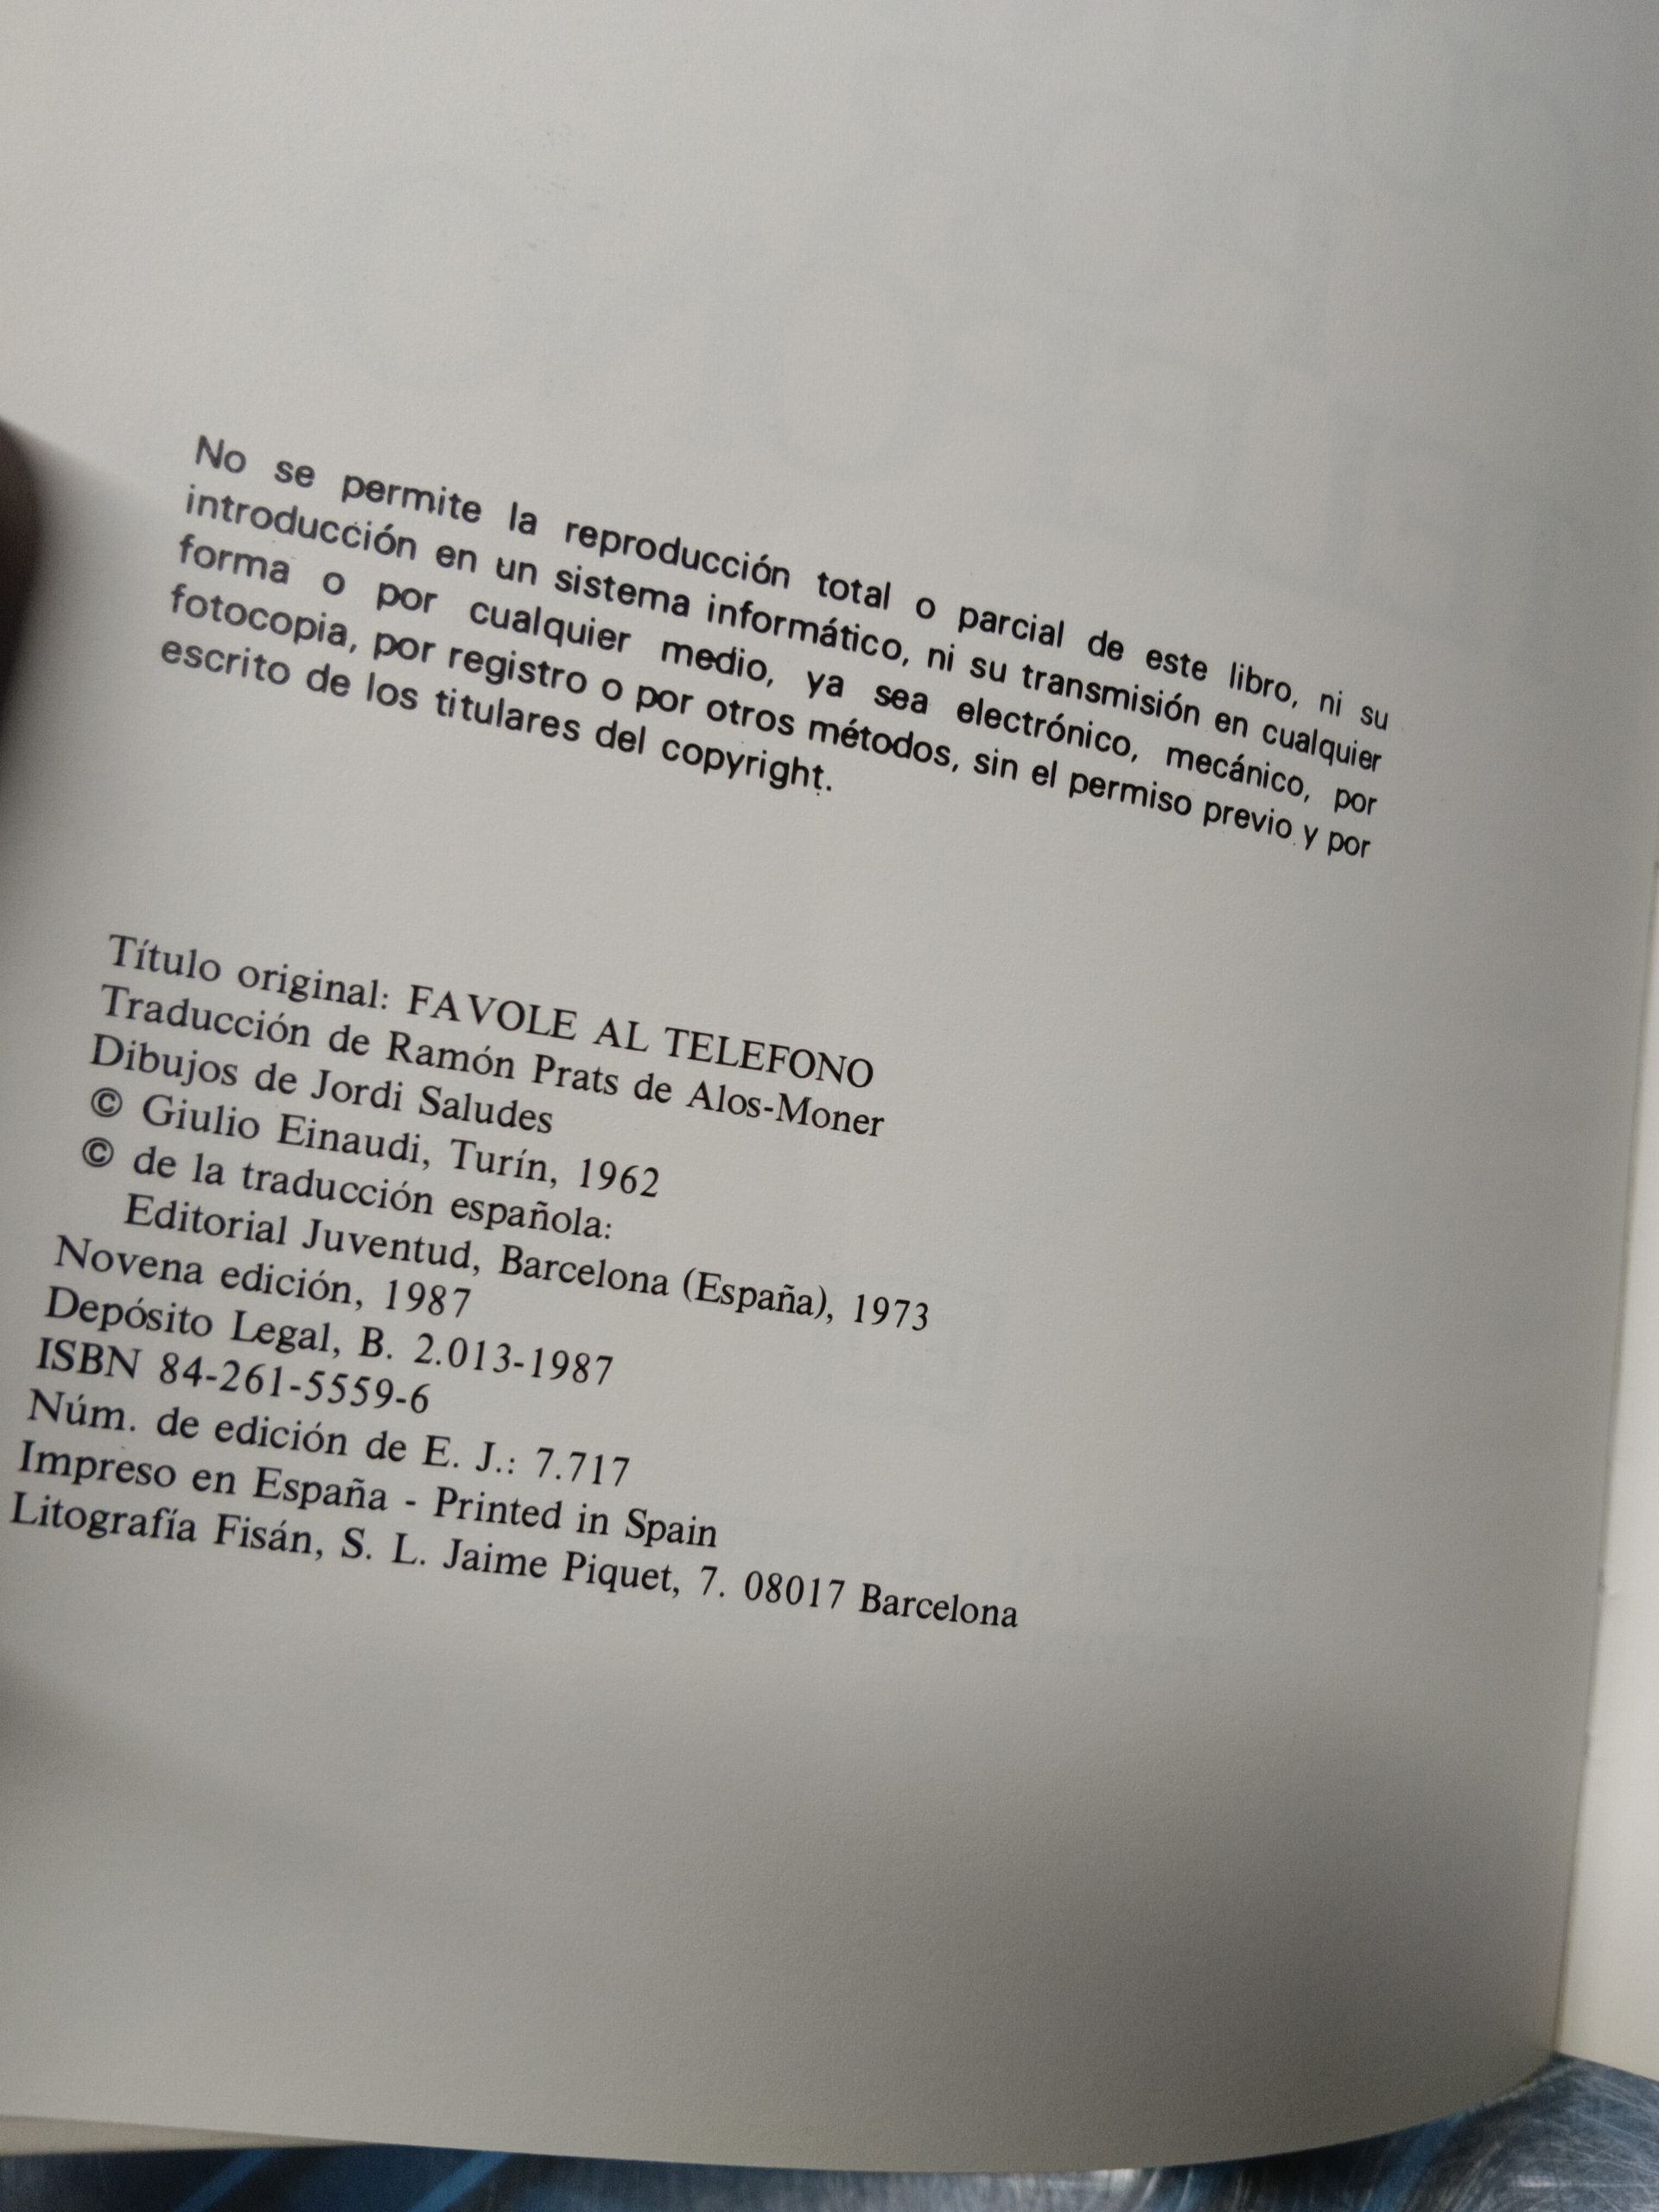 No se permite la reproducción total o parcial de este libro, ni su
introducción en un sistema informático, ni su transmisión en cualquier
forma o por cualquier medio, ya sea electrónico, mecánico, por
fotocopia, por registro o por otros métodos, sin el permiso previo y por
escrito de los titulares del copyright.
Título original: FAVOLE AL TELEFONO
Traducción de Ramón Prats de Alos-Moner
Dibujos de Jordi Saludes
© Giulio Einaudi, Turín, 1962
© de la traducción española:
Editorial Juventud, Barcelona (España), 1973
Novena edición, 1987
Depósito Legal, B. 2.013-1987
ISBN 84-261-5559-6
Núm. de edición de E. J.: 7.717
Impreso en España - Printed in Spain
Litografía Fisán, S. L. Jaime Piquet, 7. 08017 Barcelona